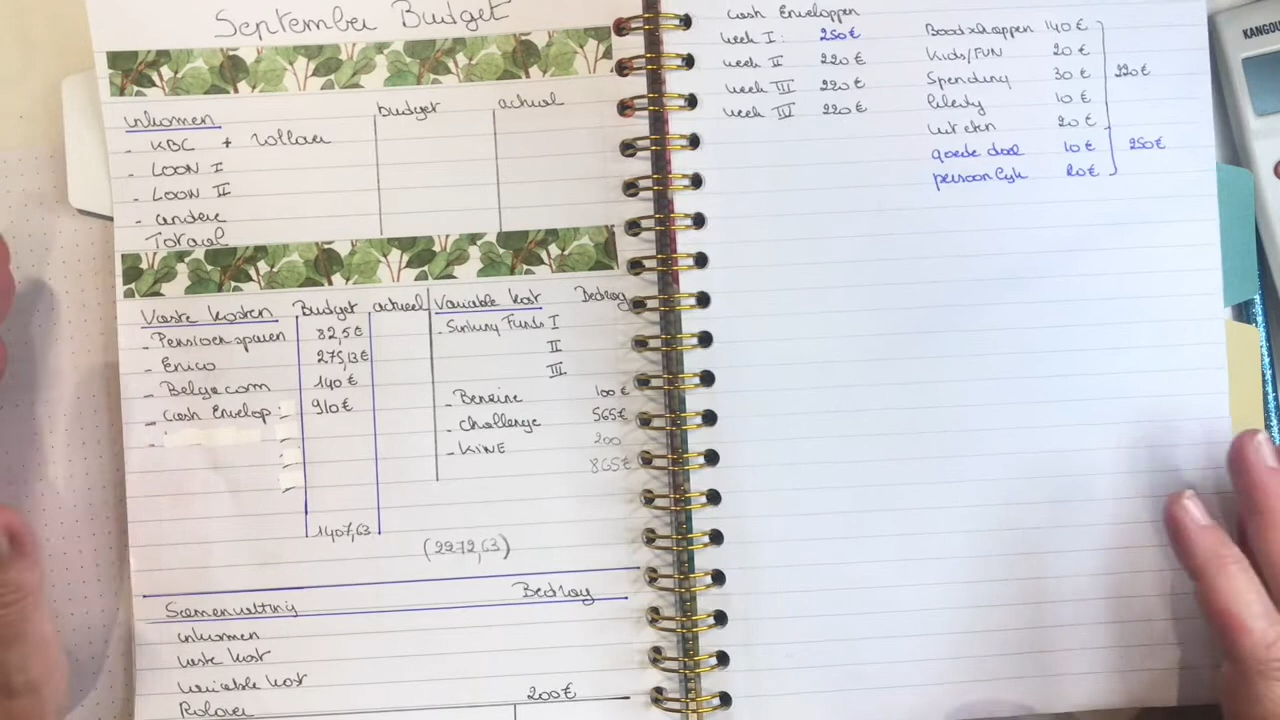 September Budget
inkomen budget actual
- KBC + rollover
- LOON I
- LOON II
- andere
Totaal
Vaste kosten Budget actueel
- Pensioensparen 82,5€
- Enico 275,13€
- Belgacom 140€
- Cash Envelop: 910€
1407,63
Variable kost Bedrag
- Sinking Funds I
II
III
- Benzine 100€
- challenge 565€
- KINE 200
865€
(2272,63)
Samenvatting Bedrag
inkomen
vaste kost
variable kost
Rolover 200€
cash Enveloppen
week I: 250€
week II 220€
week III 220€
week IV 220€
Boodschappen 140€
Kids/FUN 20€
Spending 30€ 220€
10€
uit eten 20€
goede doel 10€ 250€
persoonlijk 20€
KANGOU